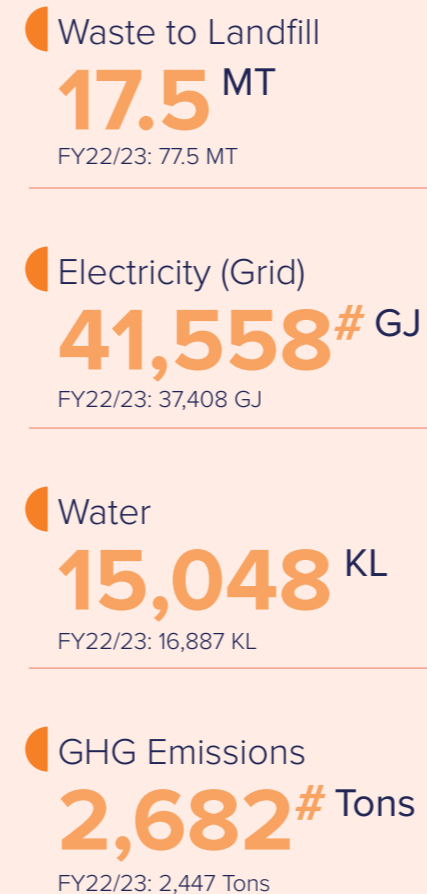 Waste to Landfill
17.5 MT
FY22/23: 77.5 MT
Electricity (Grid)
41,558# GJ
FY22/23: 37,408 GJ
Water
15,048 KL
FY22/23: 16,887 KL
GHG Emissions
2,682# Tons
FY22/23: 2,447 Tons